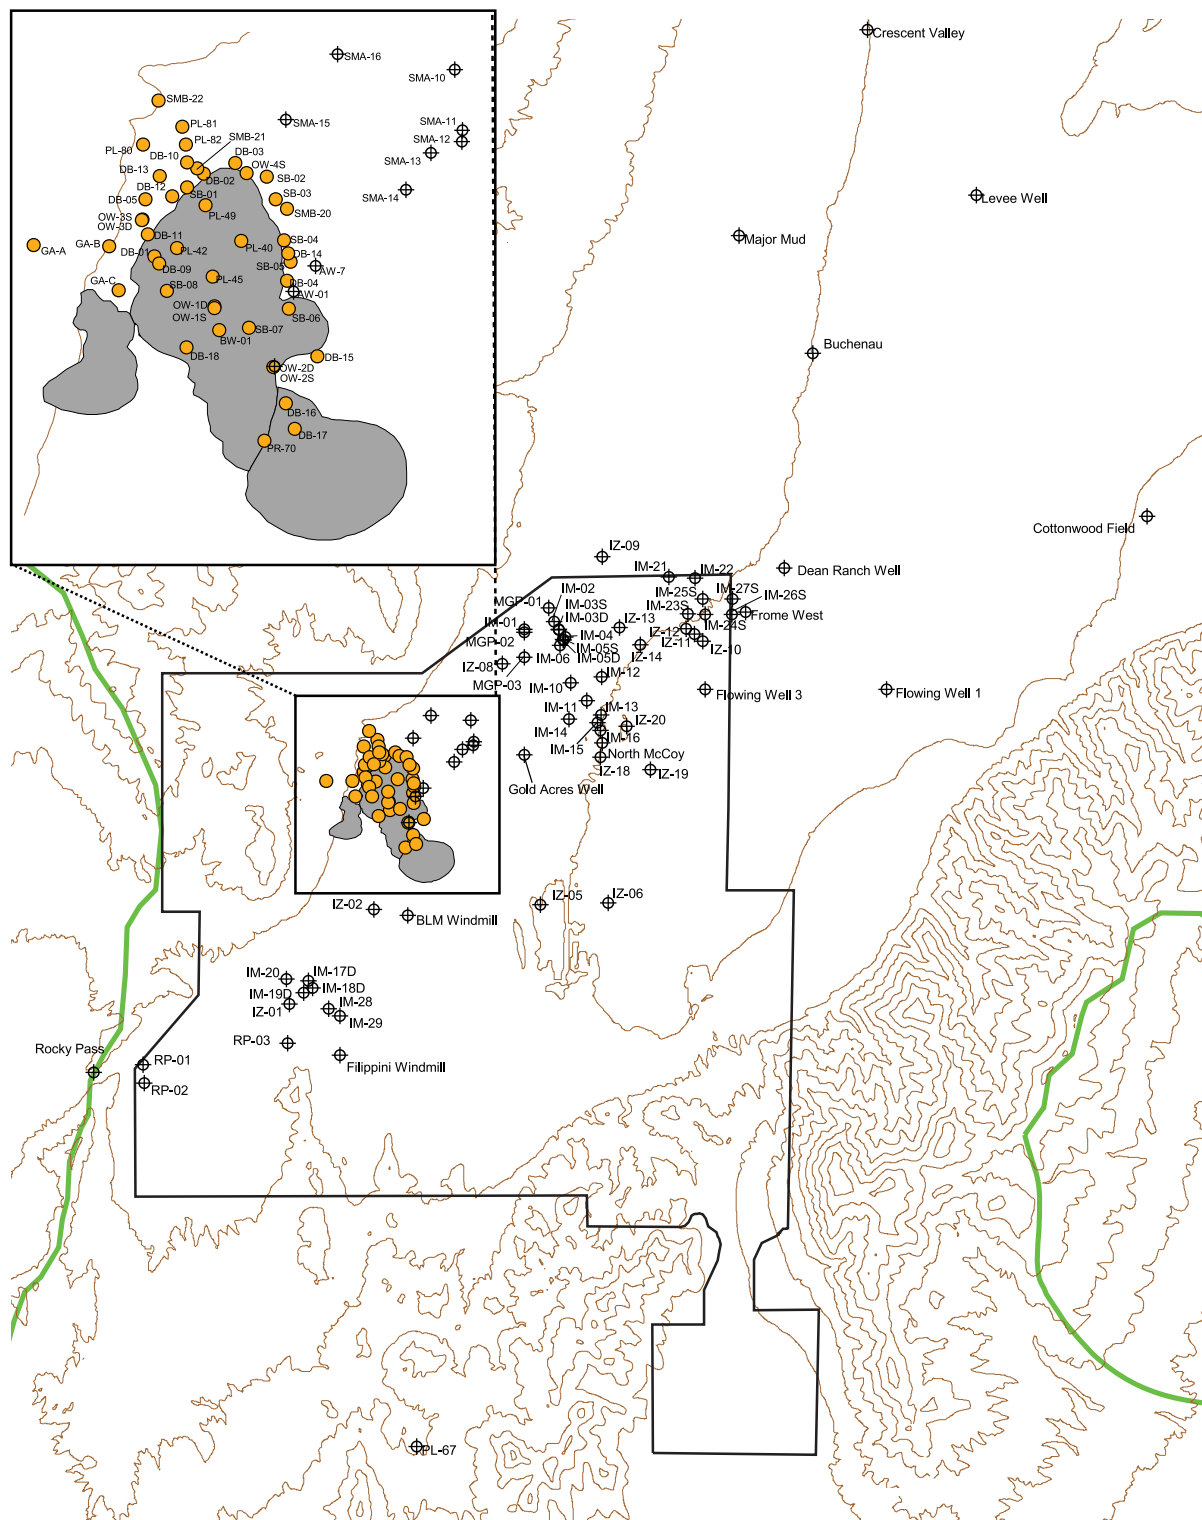 Crescent Valley
SMA-16
SMA-10
SMB-22
SMA-15
PL-81
SMA-11
SMA-12
PL-80
PL-82
SMB-21
SMA-13
DB-10
DB-03
OW-4S
DB-13
DB-02
SB-02
SMA-14
DB-12
SB-01
SB-03
DB-05
PL-49
SMB-20
OW-3S
OW-3D
Levee Well
Major Mud
GA-A
GA-B
DB-11
DB-01
PL-42
PL-40
SB-04
DB-14
SB-05
AW-7
DB-09
GA-C
SB-08
PL-45
DB-04
AW-01
OW-1D
OW-1S
SB-06
BW-01
SB-07
Buchenau
DB-18
DB-15
OW-2D
OW-2S
DB-16
DB-17
PR-70
Cottonwood Field
IZ-09
IM-21
IM-22
Dean Ranch Well
IM-02
IM-25S
IM-27S
MGP-01
IM-03S
IM-23S
IM-26S
IM-01
IM-03D
IZ-13
Frome West
MGP-02
IM-04
IZ-12
IM-24S
IM-05S
IZ-11
IZ-08
IM-06
IM-05D
IZ-14
IZ-10
MGP-03
IM-12
IM-10
Flowing Well 3
Flowing Well 1
IM-11
IM-13
IM-14
IZ-20
IM-15
IM-16
North McCoy
IZ-18
IZ-19
Gold Acres Well
IZ-02
BLM Windmill
IZ-05
IZ-06
IM-20
IM-17D
IM-19D
IM-18D
IZ-01
IM-28
IM-29
RP-03
Rocky Pass
RP-01
Filippini Windmill
RP-02
PL-67